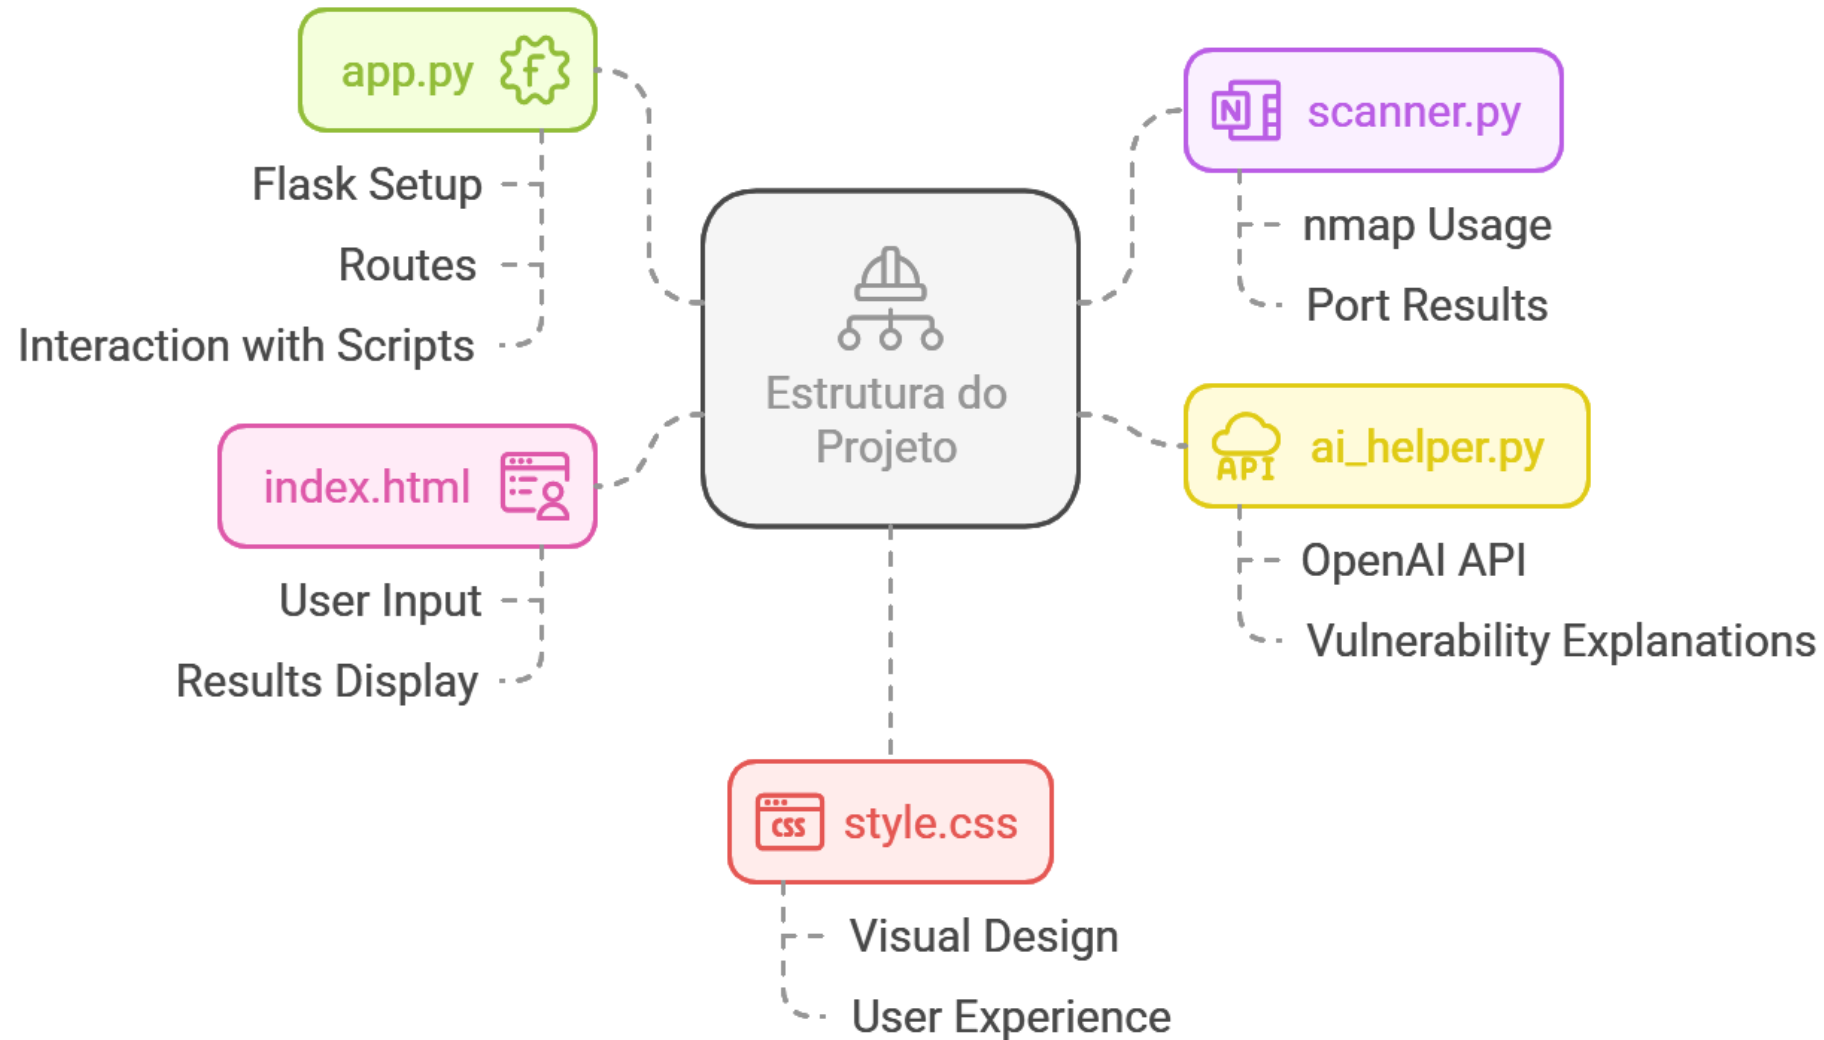 app.py
Flask Setup
Routes
Interaction with Scripts
index.html
User Input
Results Display
Estrutura do
Projeto
scanner.py
nmap Usage
Port Results
API
ai_helper.py
OpenAI API
Vulnerability Explanations
CSS
style.css
Visual Design
User Experience